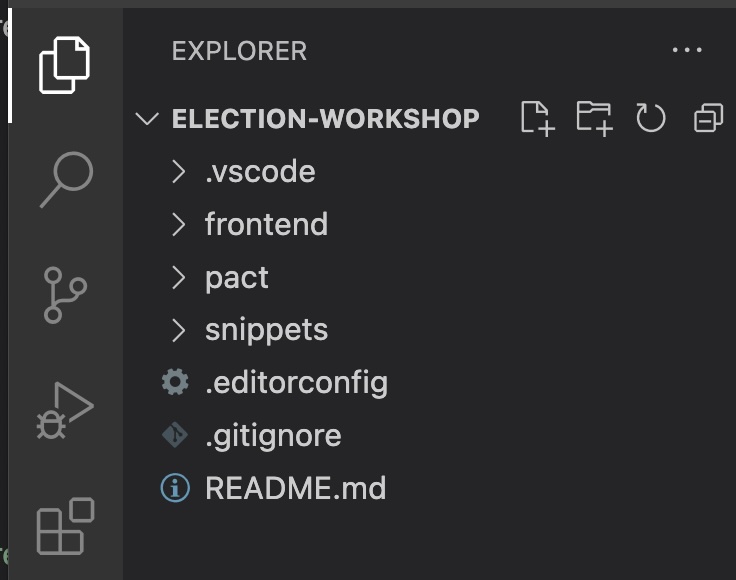 EXPLORER
ELECTION-WORKSHOP
.vscode
frontend
pact
snippets
.editorconfig
.gitignore
README.md